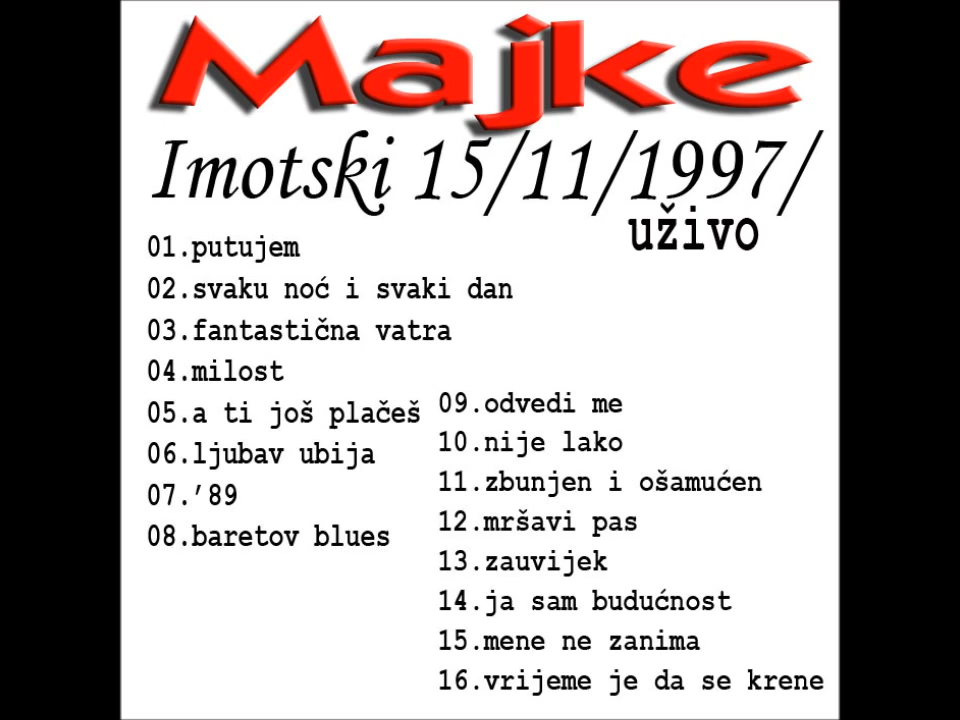 Majke
Imotski 15/11/1997/
uživo
01.putujem
02.svaku noć i svaki dan
03.fantastična vatra
04.milost
05.a ti još plačeš
06.ljubav ubija
07.’89
08.baretov blues
09.odvedi me
10.nije lako
11.zbunjen i ošamućen
12.mršavi pas
13.zauvijek
14.ja sam budućnost
15.mene ne zanima
16.vrijeme je da se krene